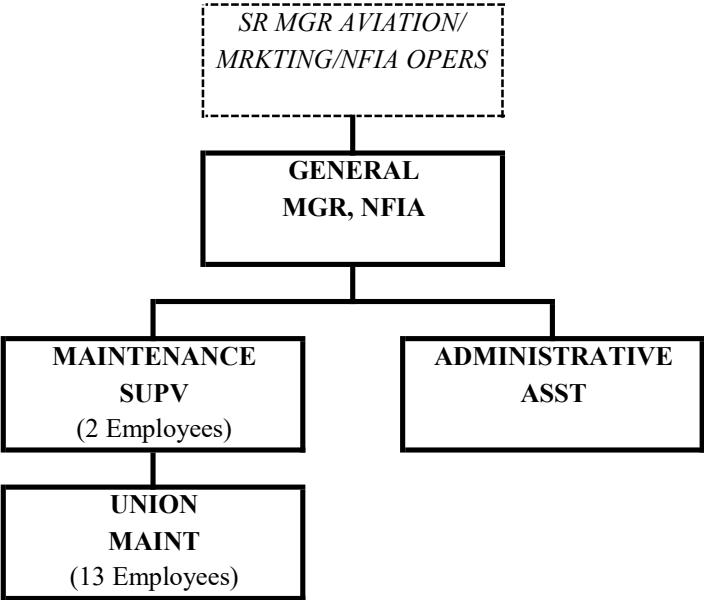 SR MGR AVIATION/
MRKTING/NFIA OPERS
GENERAL
MGR, NFIA
MAINTENANCE
SUPV
(2 Employees)
ADMINISTRATIVE
ASST
UNION
MAINT
(13 Employees)